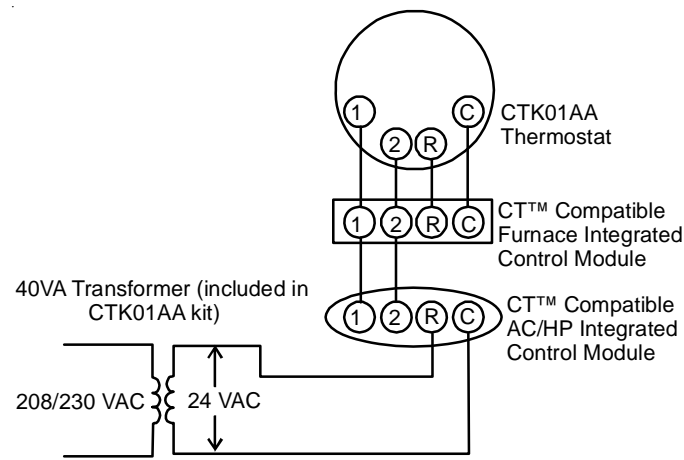 1
C
2
R
CTK01AA
Thermostat
1
2
R
C
CT™ Compatible
Furnace Integrated
Control Module
40VA Transformer (included in
CTK01AA kit)
1
2
R
C
CT™ Compatible
AC/HP Integrated
Control Module
208/230 VAC
24 VAC